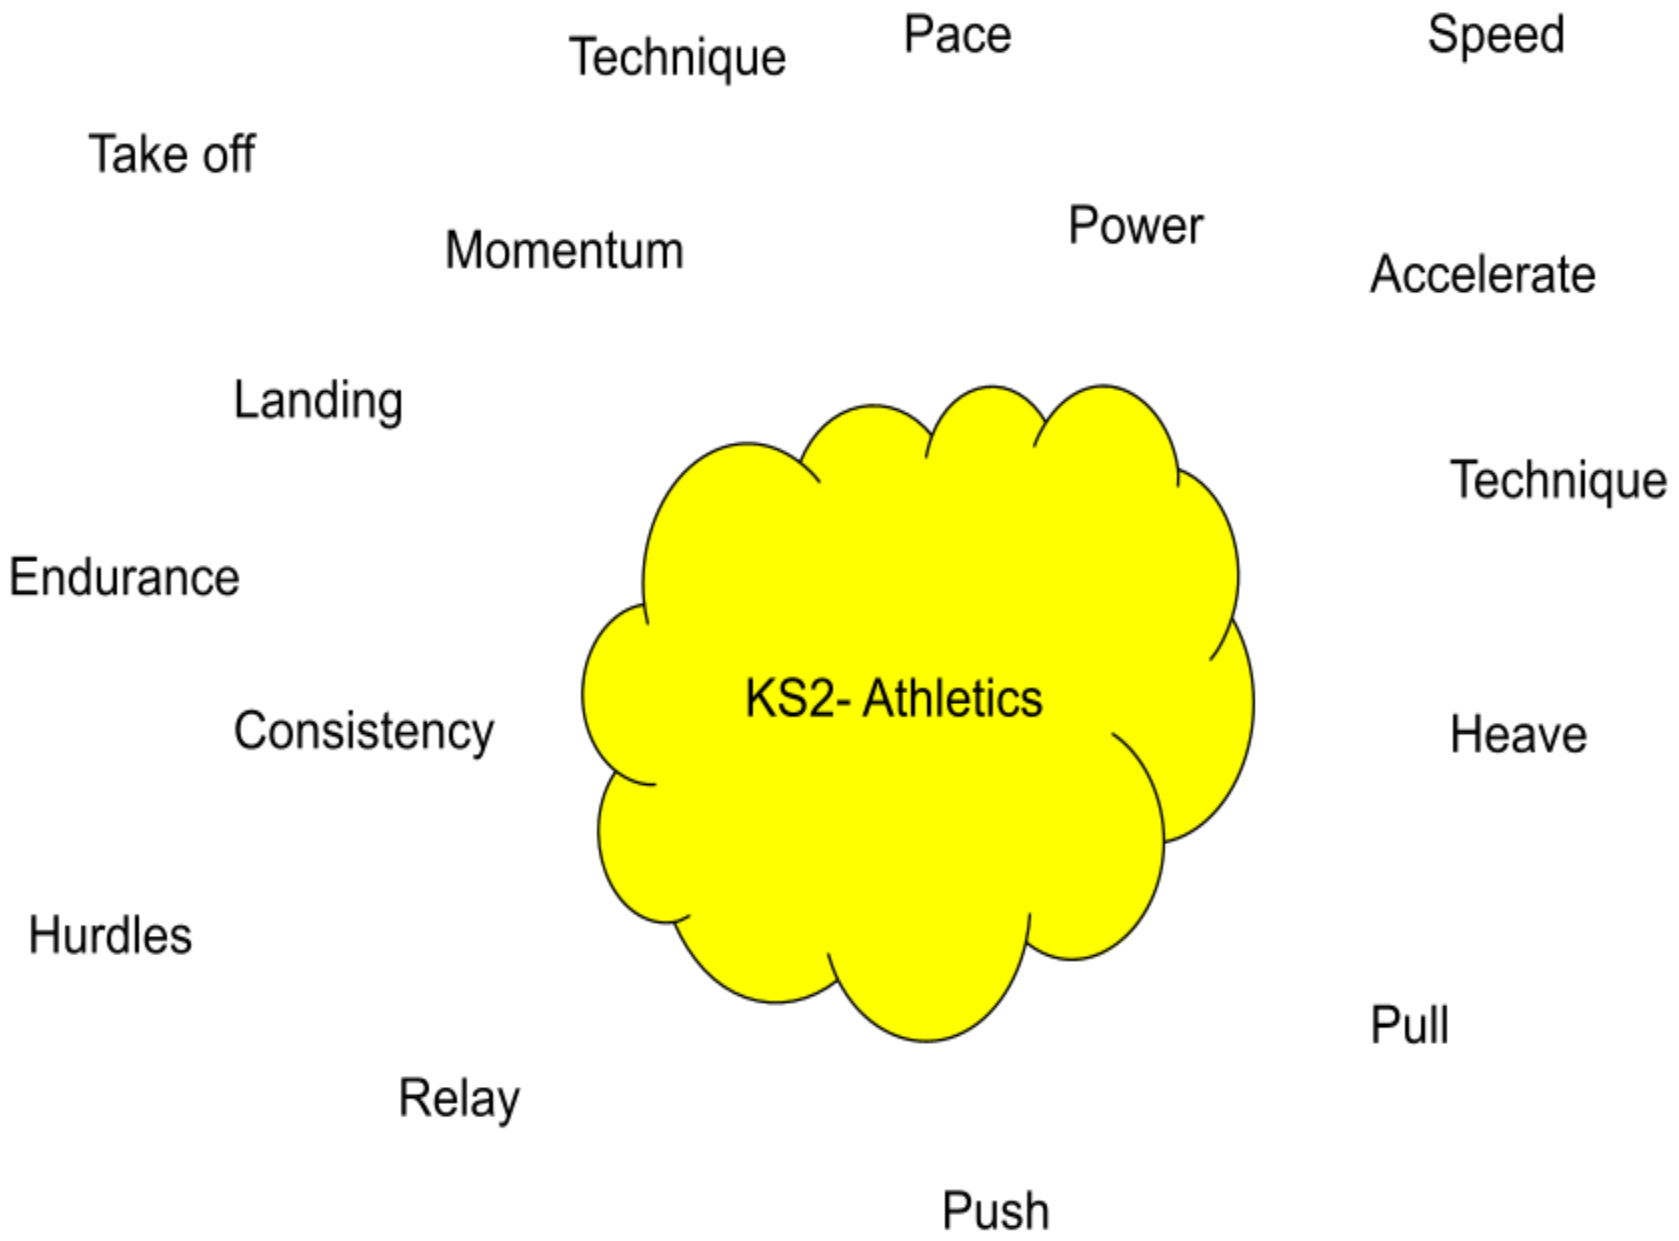 Pace
Speed
Technique
Take off
Power
Momentum
Accelerate
Landing
Technique
Endurance
KS2- Athletics
Consistency
Heave
Hurdles
Pull
Relay
Push